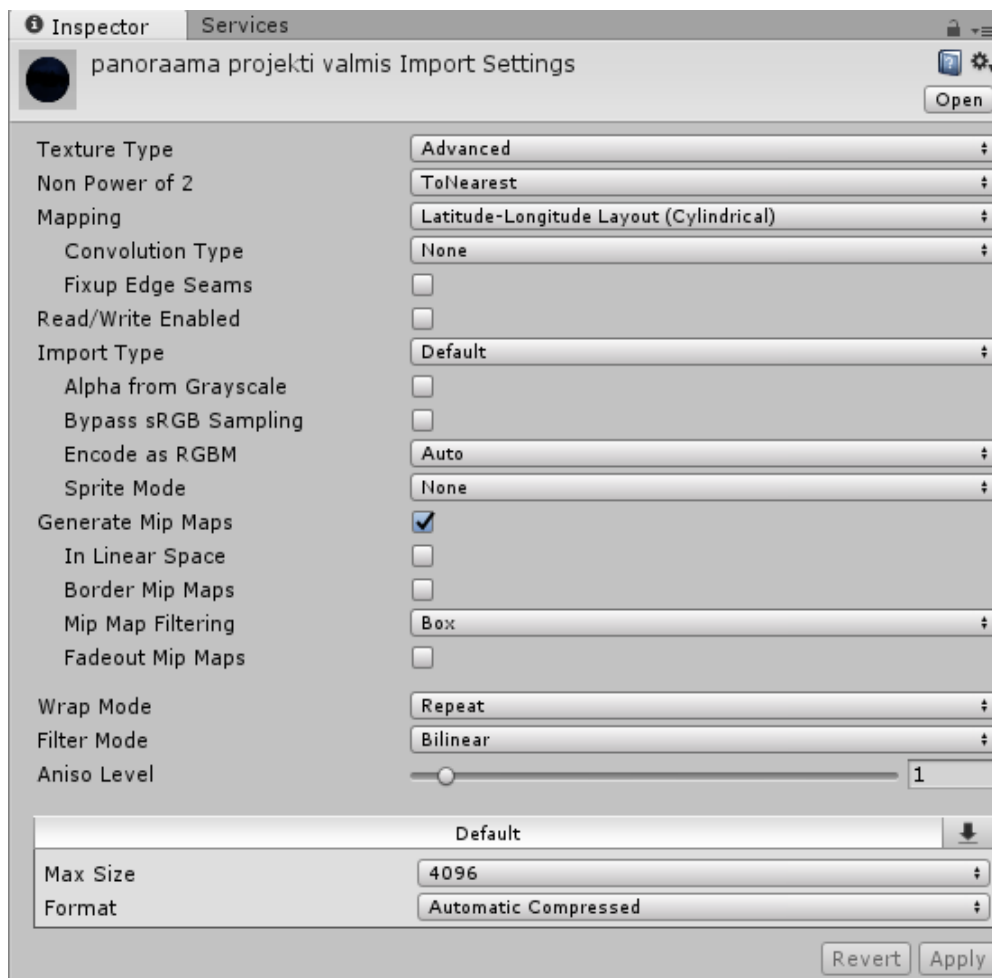 Inspector Services
panoraama projekti valmis Import Settings
Open
Texture Type Advanced
Non Power of 2 ToNearest
Mapping Latitude-Longitude Layout (Cylindrical)
Convolution Type None
Fixup Edge Seams
Read/Write Enabled
Import Type Default
Alpha from Grayscale
Bypass sRGB Sampling
Encode as RGBM Auto
Sprite Mode None
Generate Mip Maps
In Linear Space
Border Mip Maps
Mip Map Filtering Box
Fadeout Mip Maps
Wrap Mode Repeat
Filter Mode Bilinear
Aniso Level 1
Default
Max Size 4096
Format Automatic Compressed
Revert Apply